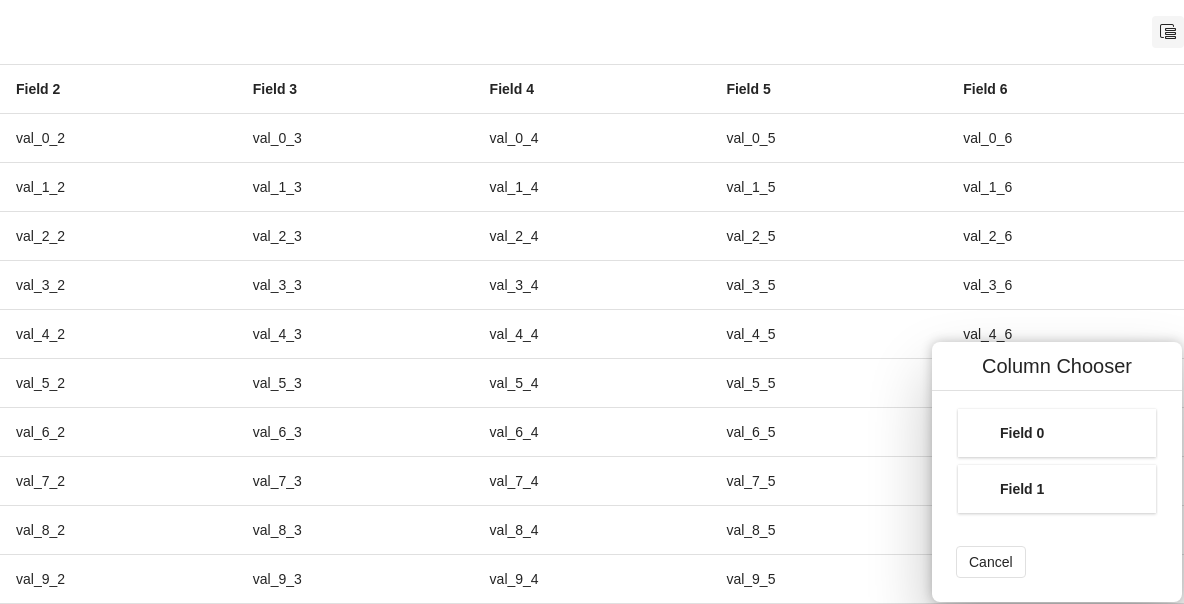 Field 2 Field 3 Field 4 Field 5 Field 6
val_0_2 val_0_3 val_0_4 val_0_5 val_0_6
val_1_2 val_1_3 val_1_4 val_1_5 val_1_6
val_2_2 val_2_3 val_2_4 val_2_5 val_2_6
val_3_2 val_3_3 val_3_4 val_3_5 val_3_6
val_4_2 val_4_3 val_4_4 val_4_5 val_4_6
val_5_2 val_5_3 val_5_4 val_5_5
val_6_2 val_6_3 val_6_4 val_6_5
val_7_2 val_7_3 val_7_4 val_7_5
val_8_2 val_8_3 val_8_4 val_8_5
val_9_2 val_9_3 val_9_4 val_9_5
Column Chooser
Field 0
Field 1
Cancel